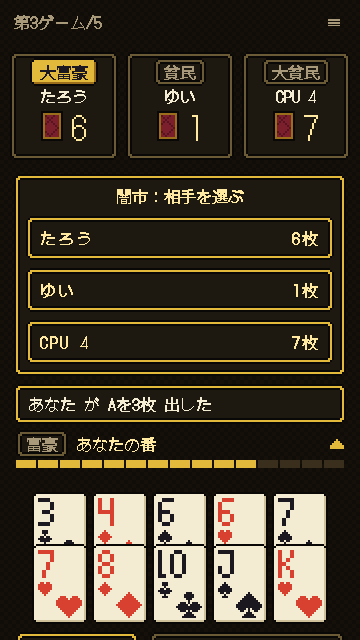 第3ゲーム/5
大富豪 貧民 大貧民
たろう ゆい CPU 4
6 1 7
闇市：相手を選ぶ
たろう 6枚
ゆい 1枚
CPU 4 7枚
あなた が Aを3枚 出した
富豪 あなたの番
3 4 6 6 7
7 8 10 J K